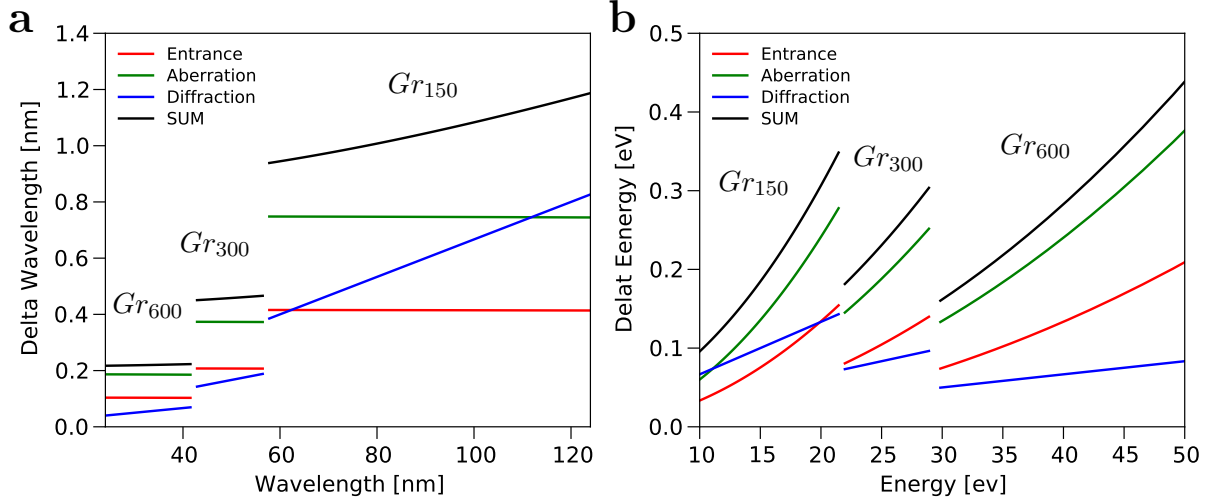 a
1.4
1.2
1.0
0.8
0.6
0.4
0.2
0.0
Delta Wavelength [nm]
Entrance
Aberration
Diffraction
SUM
Gr150
Gr300
Gr600
40
60
80
100
120
Wavelength [nm]
b
0.5
0.4
0.3
0.2
0.1
0.0
Delat Eenergy [eV]
Entrance
Aberration
Diffraction
SUM
Gr150
Gr300
Gr600
10
15
20
25
30
35
40
45
50
Energy [ev]